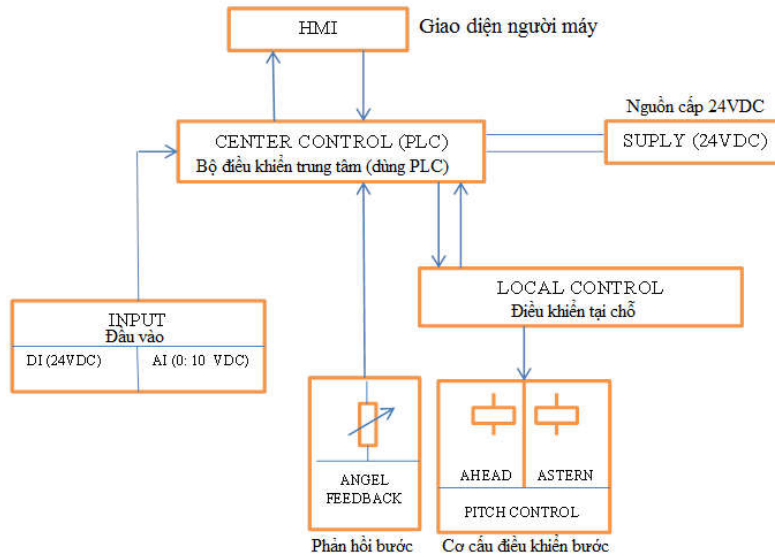 HMI
Giao diện người máy
Nguồn cấp 24VDC
CENTER CONTROL (PLC)
Bộ điều khiển trung tâm (dùng PLC)
SUPLY (24VDC)
LOCAL CONTROL
Điều khiển tại chỗ
INPUT
Đầu vào
DI (24VDC)
AI (0: 10 VDC)
ANGEL
FEEDBACK
AHEAD
ASTERN
PITCH CONTROL
Phản hồi bước
Cơ cấu điều khiển bước